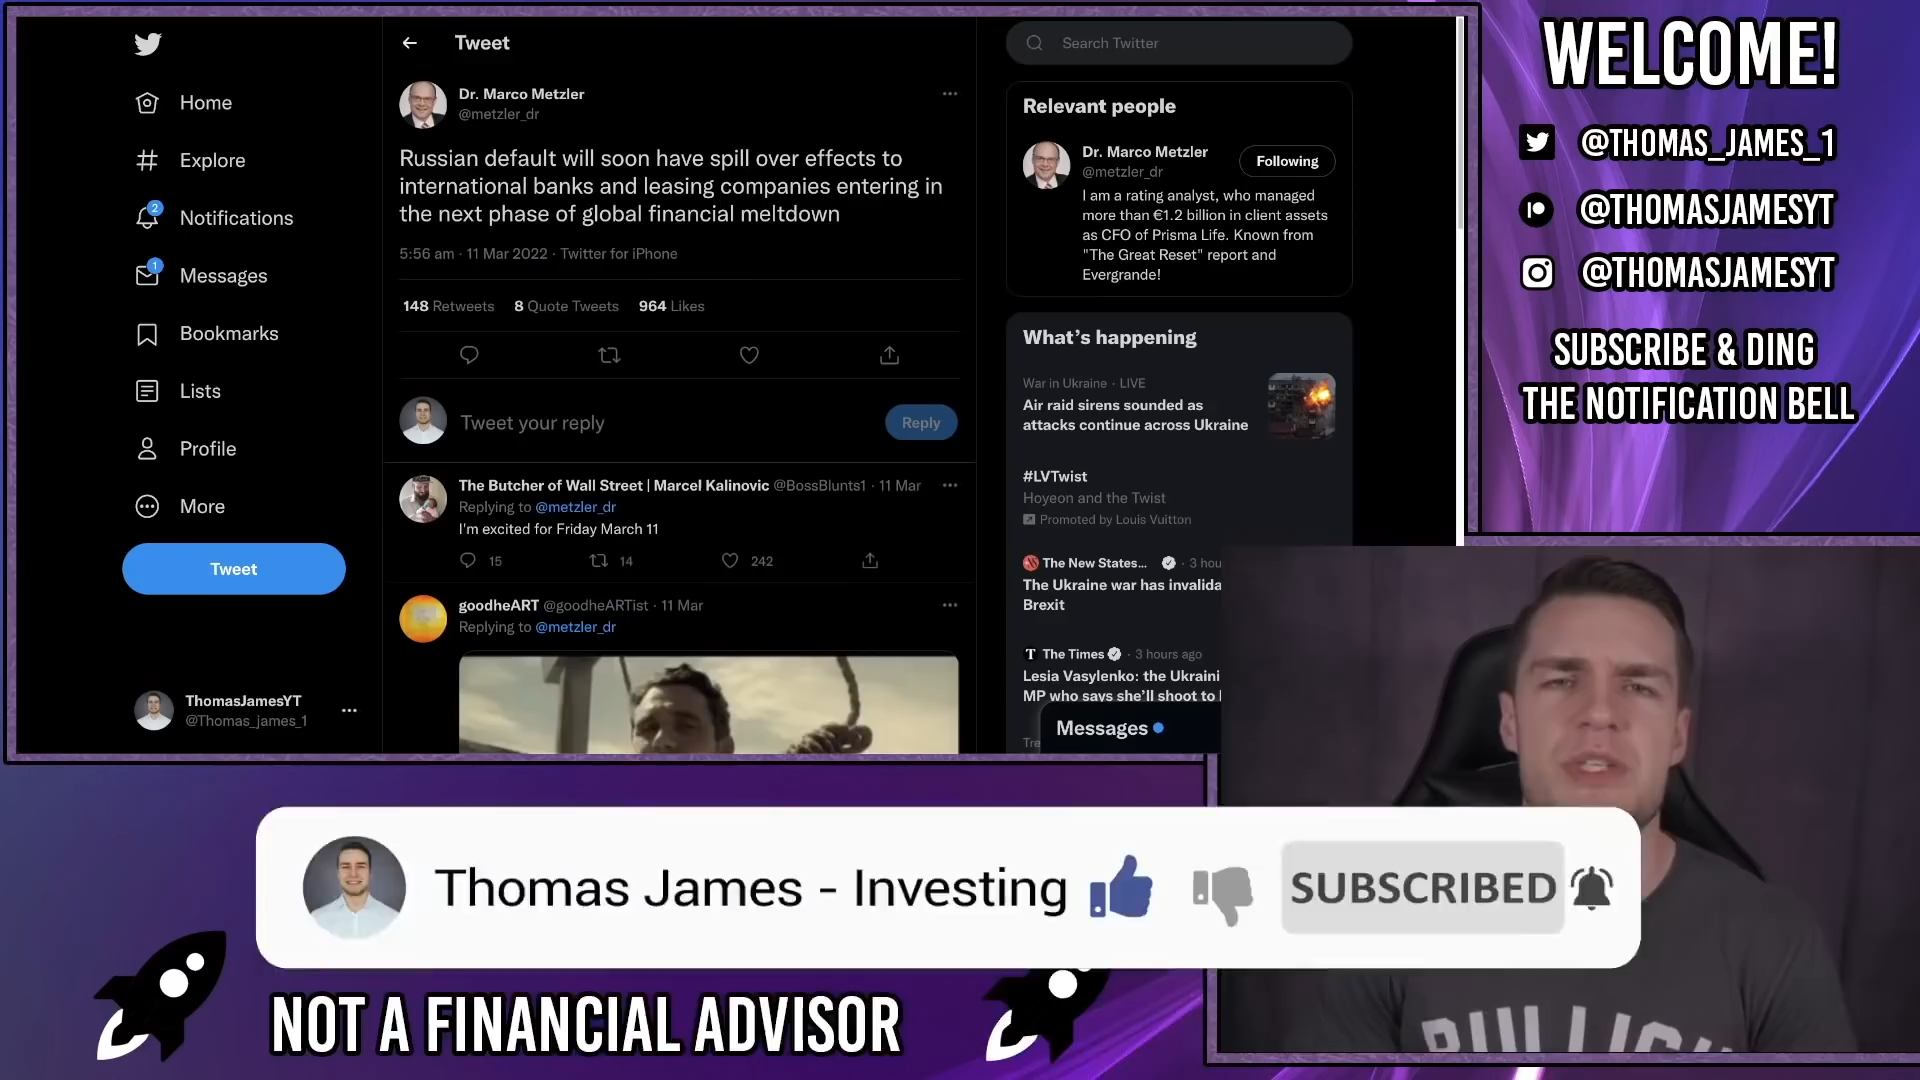 Home
Explore
2
Notifications
1
Messages
Bookmarks
Lists
Profile
More
Tweet
ThomasJamesYT
@Thomas_james_1
Tweet
Dr. Marco Metzler
@metzler_dr
Russian default will soon have spill over effects to
international banks and leasing companies entering in
the next phase of global financial meltdown
5:56 am · 11 Mar 2022 · Twitter for iPhone
148 Retweets 8 Quote Tweets 964 Likes
Tweet your reply
Reply
The Butcher of Wall Street | Marcel Kalinovic @BossBlunts1 · 11 Mar
Replying to @metzler_dr
I'm excited for Friday March 11
15 14 242
goodheART @goodheARTist · 11 Mar
Replying to @metzler_dr
Search Twitter
Relevant people
Dr. Marco Metzler
@metzler_dr
Following
I am a rating analyst, who managed
more than €1.2 billion in client assets
as CFO of Prisma Life. Known from
"The Great Reset" report and
Evergrande!
What's happening
War in Ukraine · LIVE
Air raid sirens sounded as
attacks continue across Ukraine
#LVTwist
Hoyeon and the Twist
Promoted by Louis Vuitton
The New States... · 3 hou
The Ukraine war has invalida
Brexit
T The Times · 3 hours ago
Lesia Vasylenko: the Ukraini
MP who says she'll shoot to
Tre
Messages
WELCOME!
@THOMAS_JAMES_1
@THOMASJAMESYT
@THOMASJAMESYT
SUBSCRIBE & DING
THE NOTIFICATION BELL
Thomas James - Investing
SUBSCRIBED
NOT A FINANCIAL ADVISOR